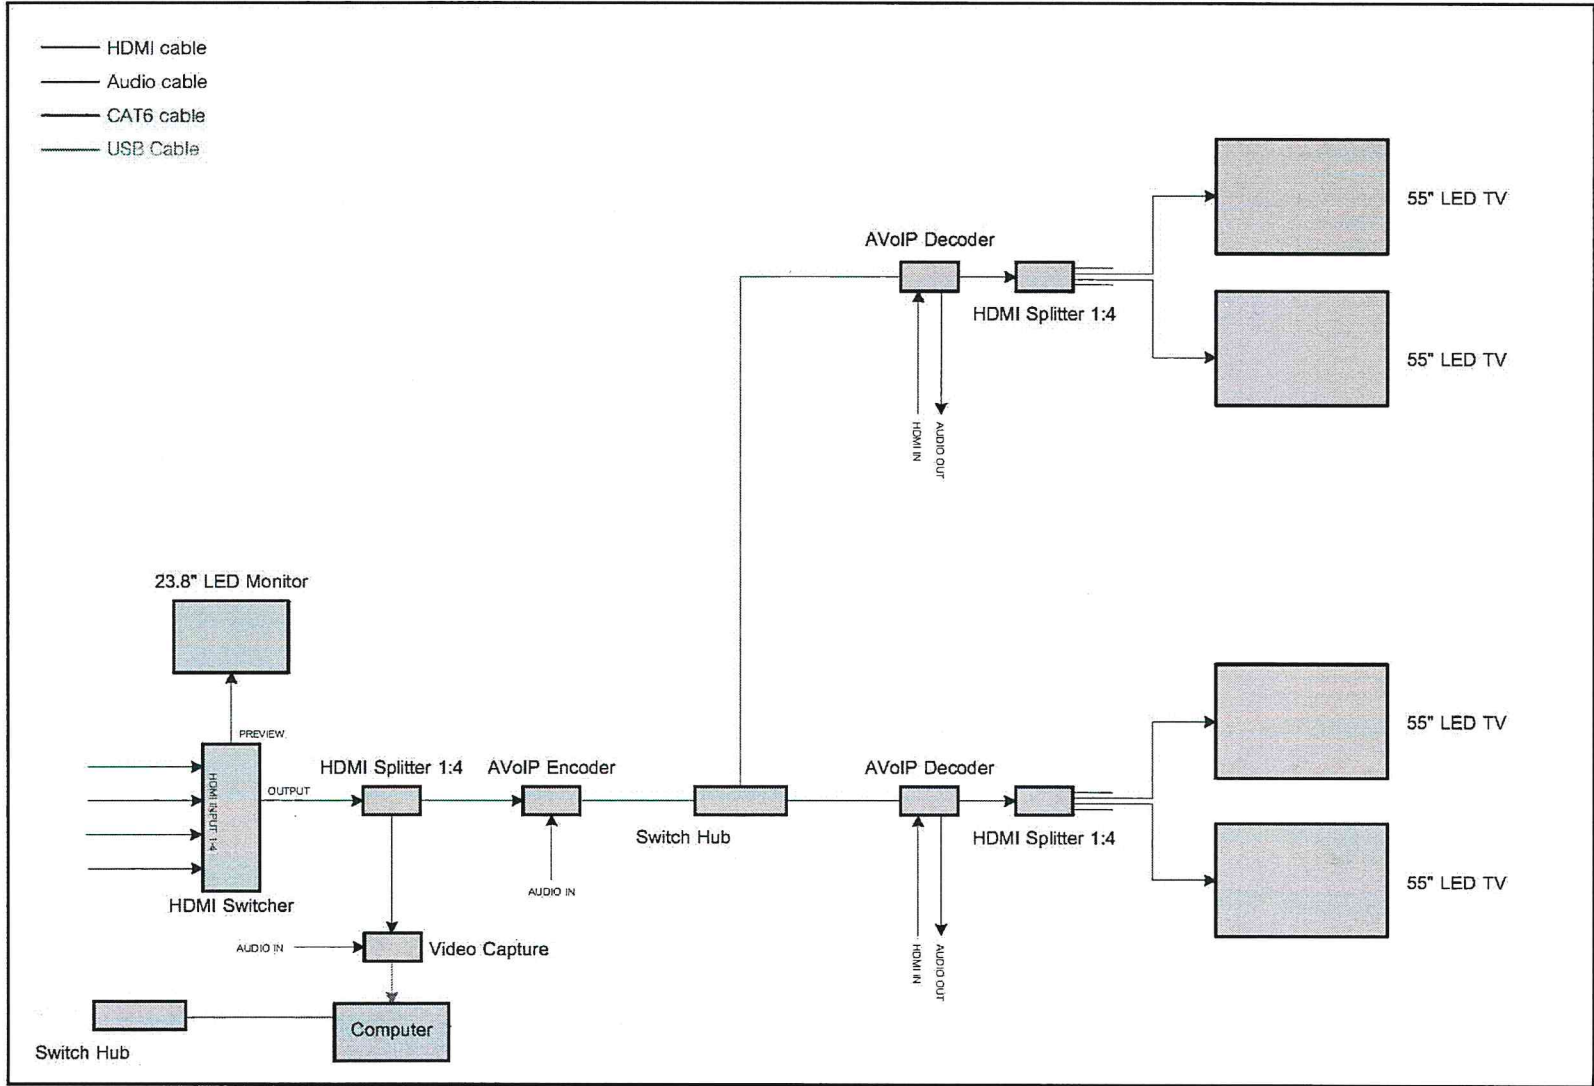 HDMI cable
Audio cable
CAT6 cable
USB Cable
55" LED TV
AVoIP Decoder
HDMI Splitter 1:4
55" LED TV
HDMI IN
AUDIO OUT
23.8" LED Monitor
PREVIEW
55" LED TV
HDMI Splitter 1:4
AVoIP Encoder
AVoIP Decoder
HDMI INPUT 1-4
OUTPUT
Switch Hub
HDMI Splitter 1:4
55" LED TV
AUDIO IN
HDMI Switcher
AUDIO IN
Video Capture
HDMI IN
AUDIO OUT
Computer
Switch Hub